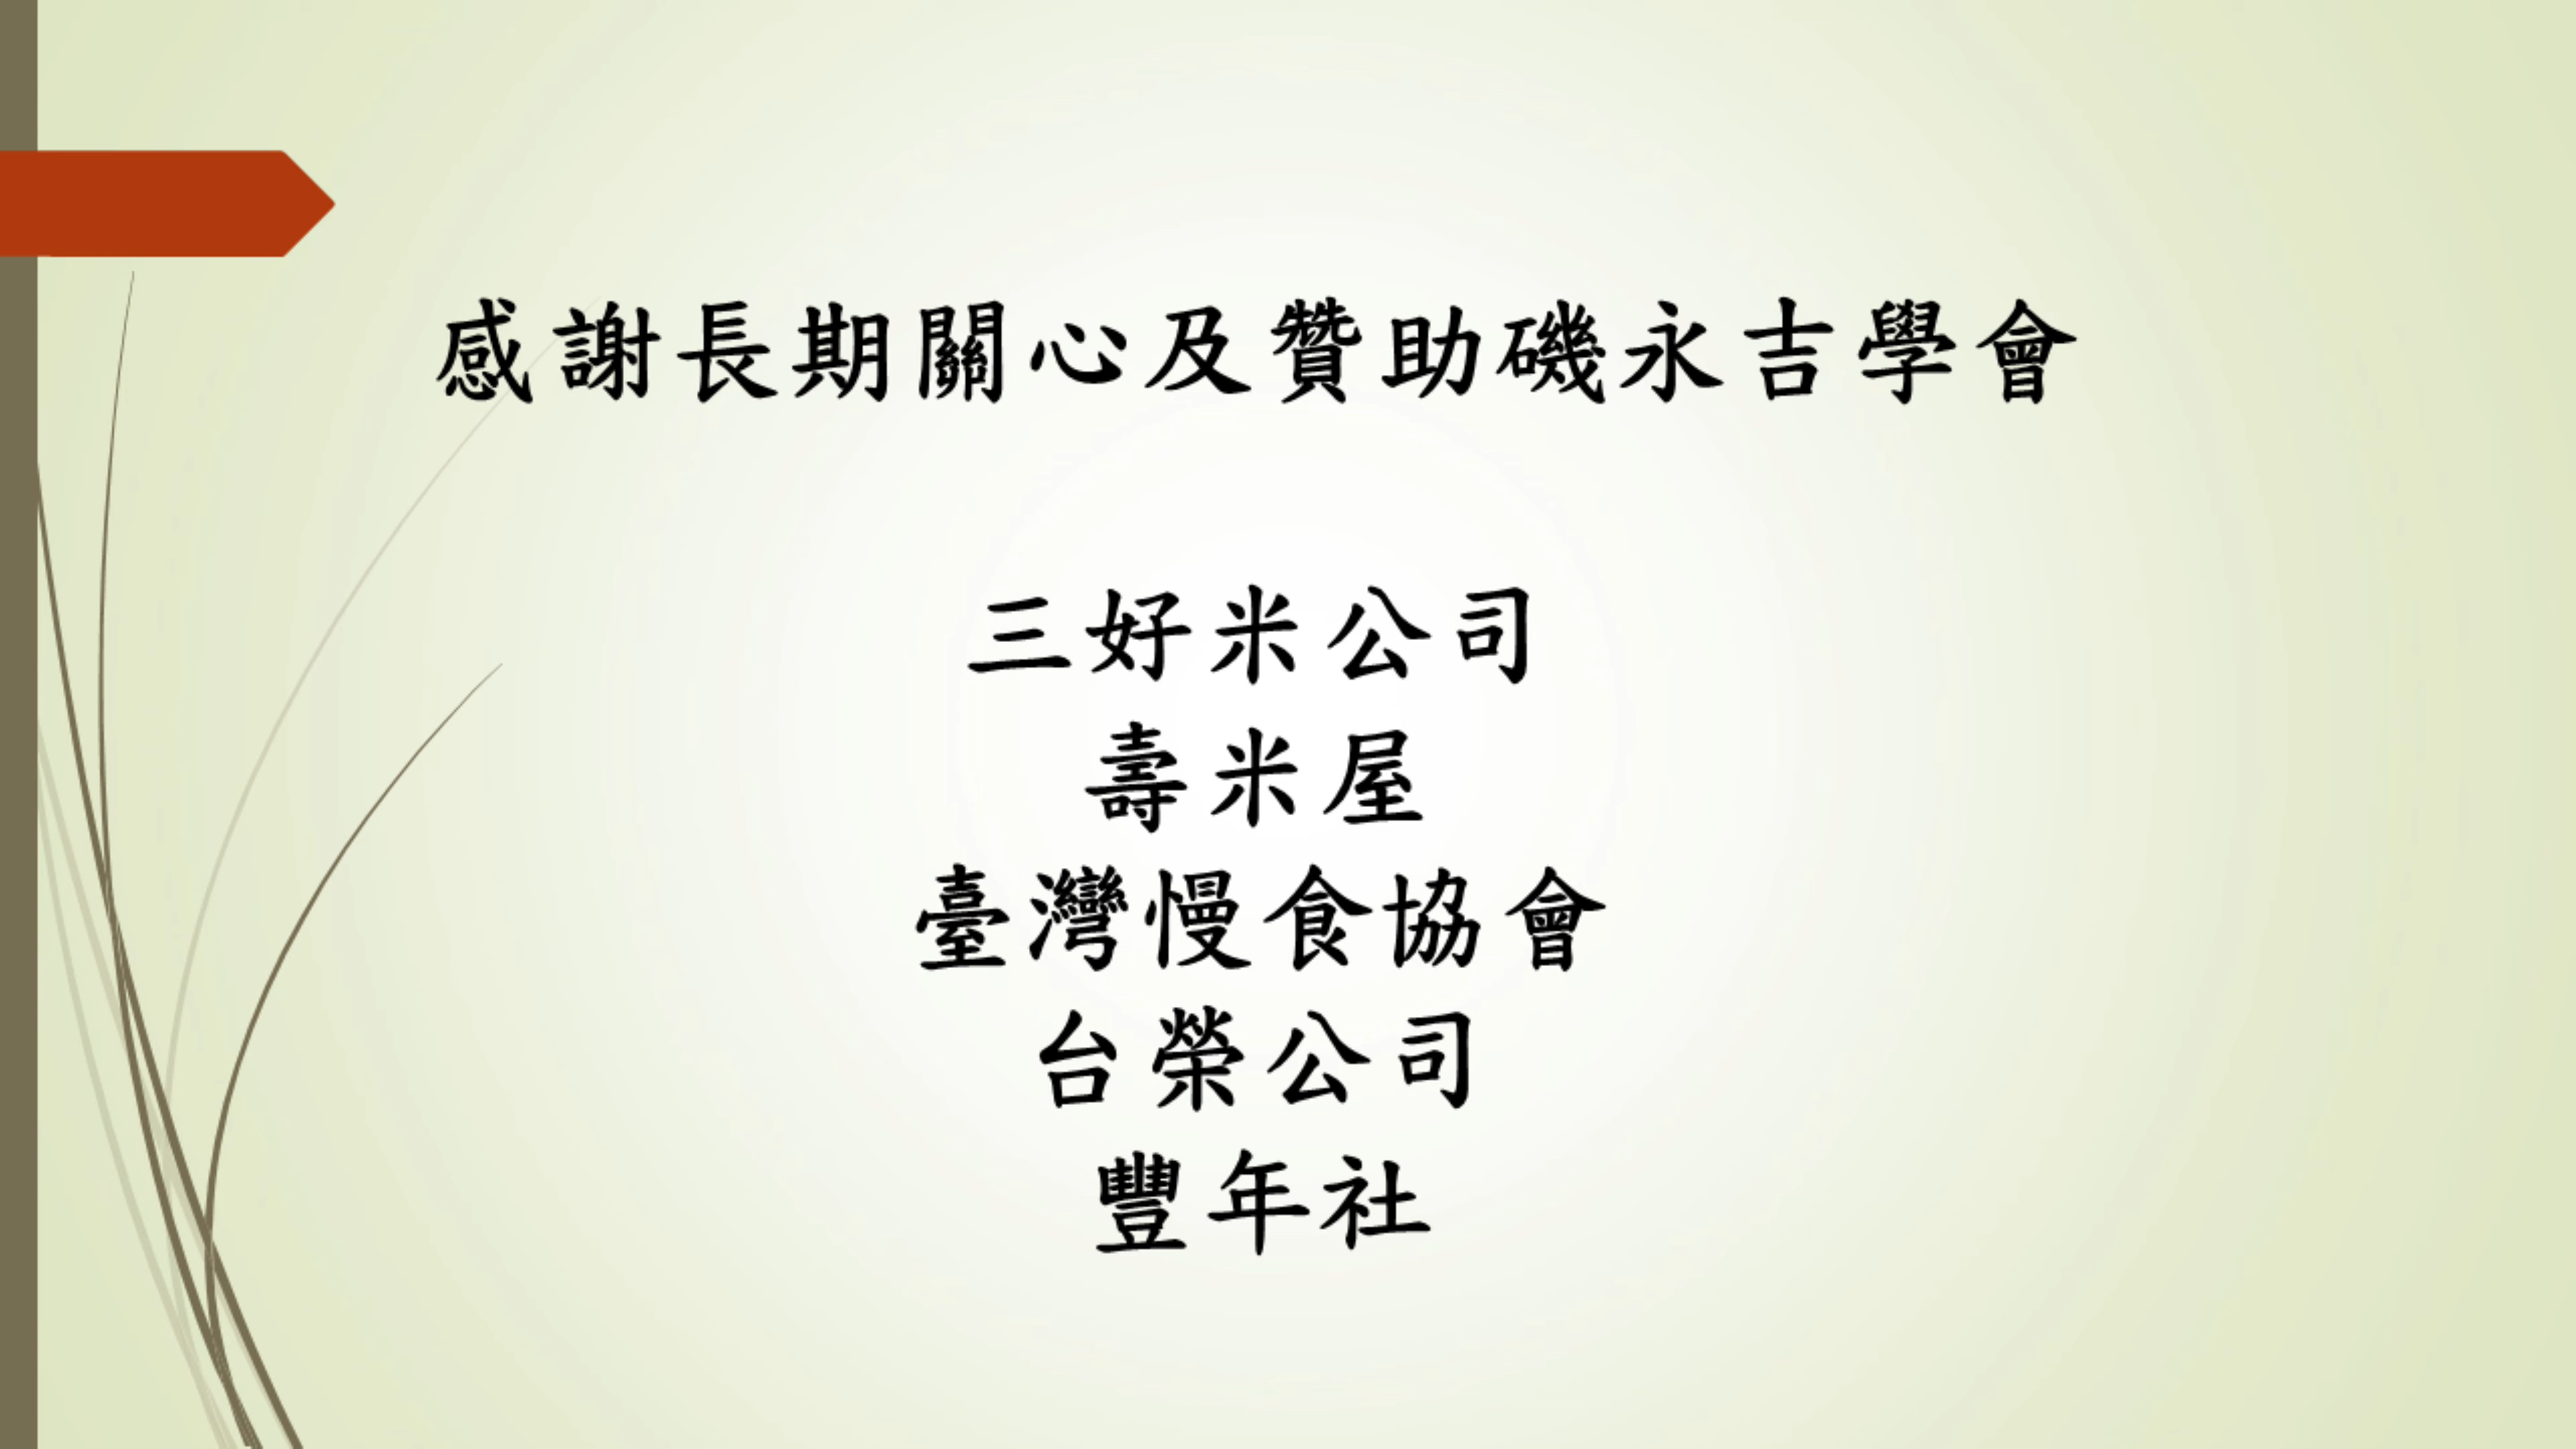 感謝長期關心及贊助磯永吉學會
三好米公司
壽米屋
臺灣慢食協會
台榮公司
豐年社